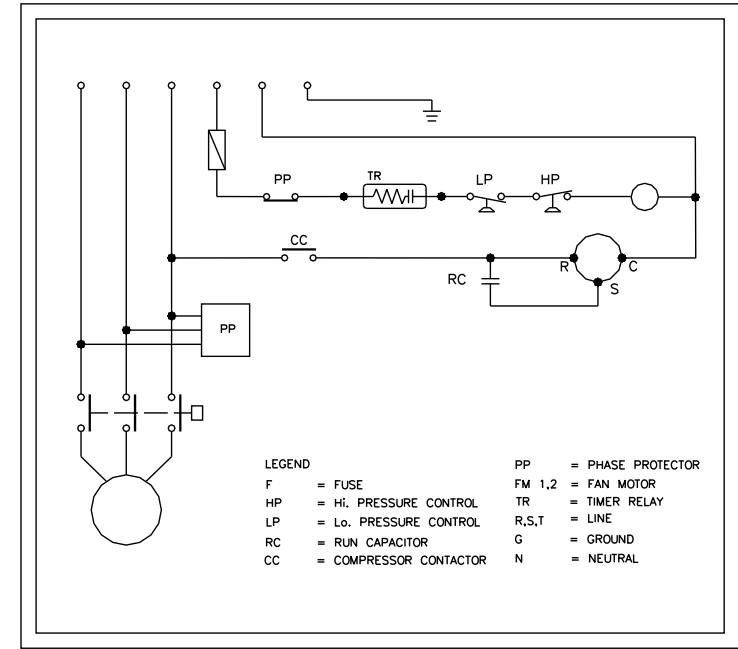 PP
TR
LP
HP
CC
R
C
RC
S
PP
LEGEND
F = FUSE
HP = Hi. PRESSURE CONTROL
LP = Lo. PRESSURE CONTROL
RC = RUN CAPACITOR
CC = COMPRESSOR CONTACTOR
PP = PHASE PROTECTOR
FM 1,2 = FAN MOTOR
TR = TIMER RELAY
R,S,T = LINE
G = GROUND
N = NEUTRAL